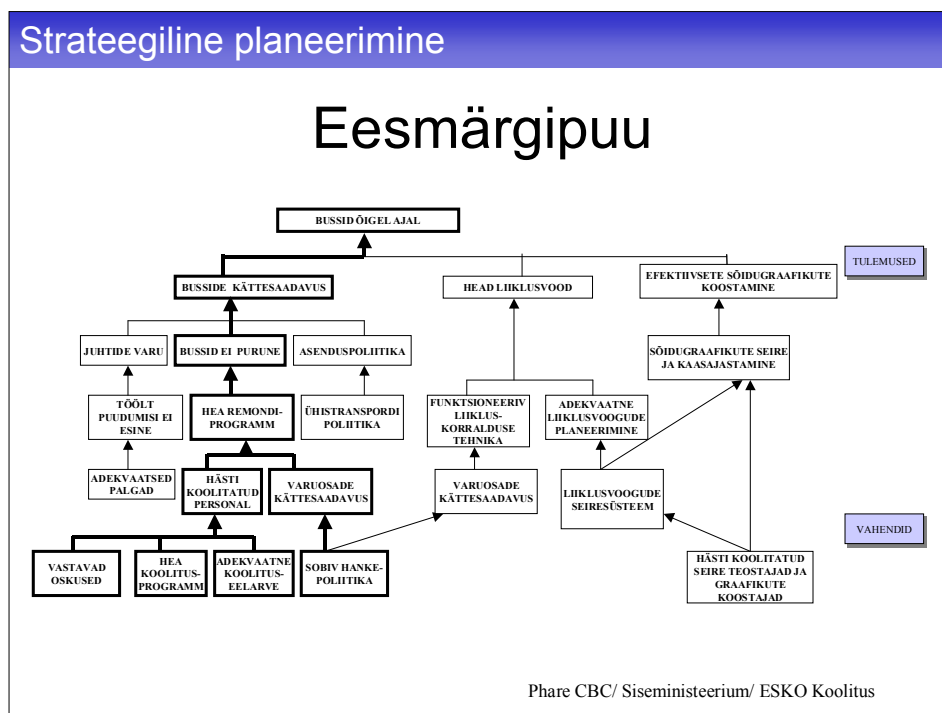 Strateegiline planeerimine
Eesmärgipuu
BUSSID ÕIGEL AJAL
TULEMUSED
BUSSIDE KÄTTESAADAVUS
HEAD LIIKLUSVOOD
EFEKTIIVSETE SÕIDUGRAAFIKUTE
KOOSTAMINE
JUHTIDE VARU
BUSSID EI PURUNE
ASENDUSPOLIITIKA
SÕIDUGRAAFIKUTE SEIRE
JA KAASAJASTAMINE
TÖÖLT
PUUDUMISI EI
ESINE
HEA REMONDI-
PROGRAMM
ÜHISTRANSPORDI
POLIITIKA
FUNKTSIONEERIV
LIIKLUS-
KORRALDUSE
TEHNIKA
ADEKVAATNE
LIIKLUSVOOGUDE
PLANEERIMINE
ADEKVAATSED
PALGAD
HÄSTI
KOOLITATUD
PERSONAL
VARUOSADE
KÄTTESAADAVUS
VARUOSADE
KÄTTESAADAVUS
LIIKLUSVOOGUDE
SEIRESÜSTEEM
VAHENDID
VASTAVAD
OSKUSED
HEA
KOOLITUS-
PROGRAMM
ADEKVAATNE
KOOLITUS-
EELARVE
SOBIV HANKE-
POLIITIKA
HÄSTI KOOLITATUD
SEIRE TEOSTAJAD JA
GRAAFIKUTE
KOOSTAJAD
Phare CBC/ Siseministeerium/ ESKO Koolitus